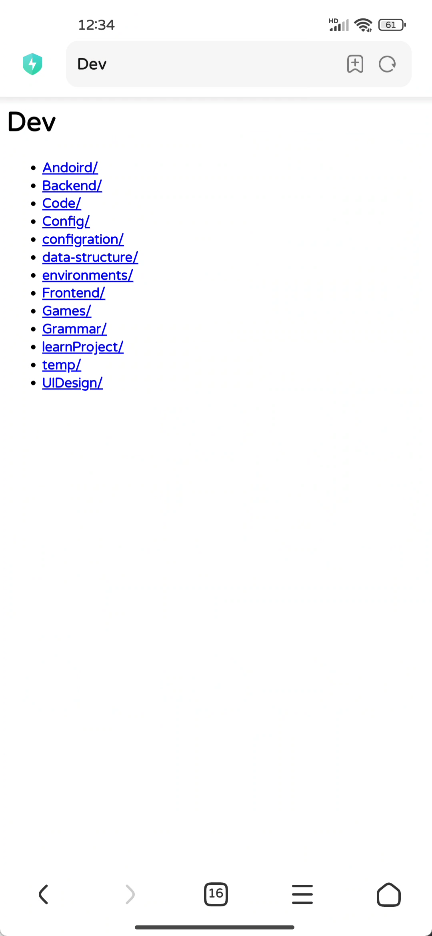 12:34
HD
61
Dev
Dev
Andoird/
Backend/
Code/
Config/
configration/
data-structure/
environments/
Frontend/
Games/
Grammar/
learnProject/
temp/
UIDesign/
16